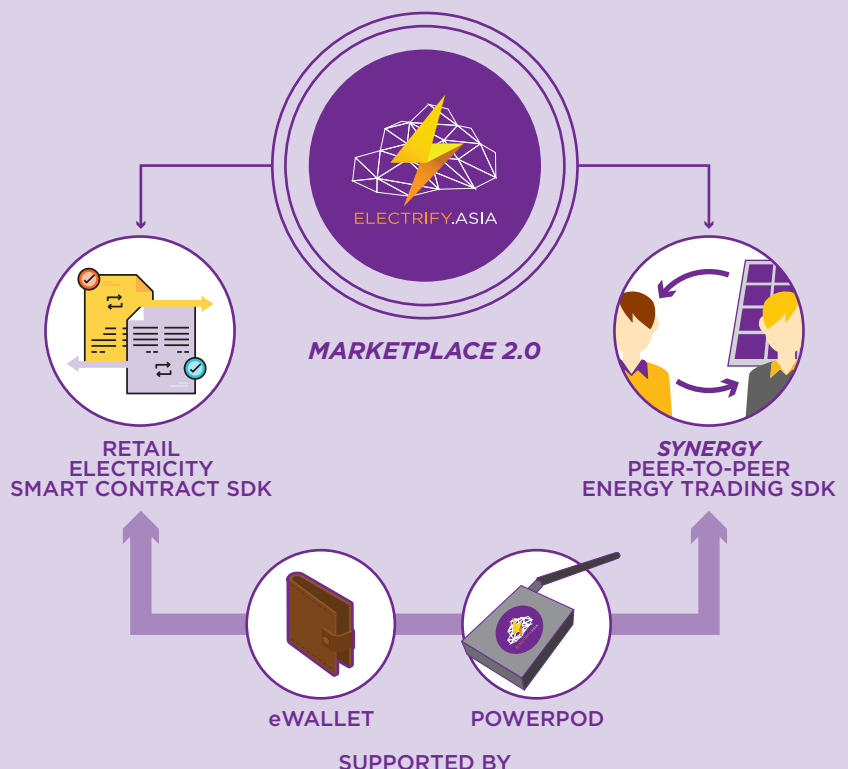 ELECTRIFY.ASIA
MARKETPLACE 2.0
RETAIL
ELECTRICITY
SMART CONTRACT SDK
SYNERGY
PEER-TO-PEER
ENERGY TRADING SDK
eWALLET
POWERPOD
SUPPORTED BY